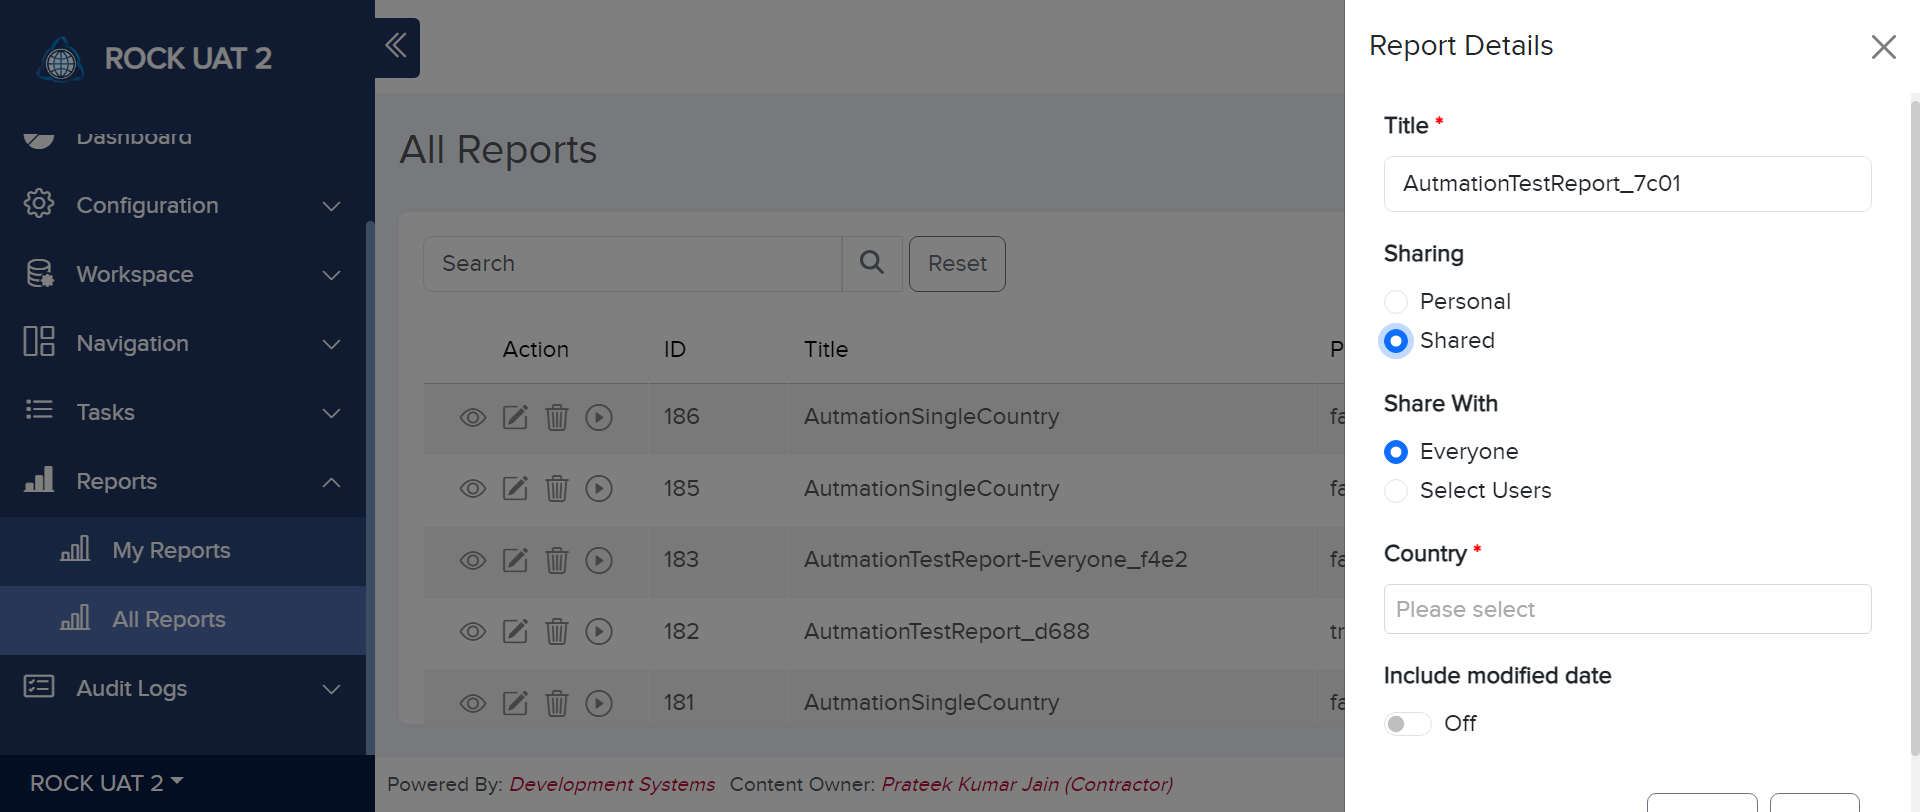 ROCK UAT 2
Dashboard
Configuration
Workspace
Navigation
Tasks
Reports
My Reports
All Reports
Audit Logs
ROCK UAT 2
All Reports
Search
Reset
Action ID Title P
186 AutmationSingleCountry fa
185 AutmationSingleCountry fa
183 AutmationTestReport-Everyone_f4e2 fa
182 AutmationTestReport_d688 tr
181 AutmationSingleCountry fa
Powered By: Development Systems Content Owner: Prateek Kumar Jain (Contractor)
Report Details
Title *
AutmationTestReport_7c01
Sharing
Personal
Shared
Share With
Everyone
Select Users
Country *
Please select
Include modified date
Off